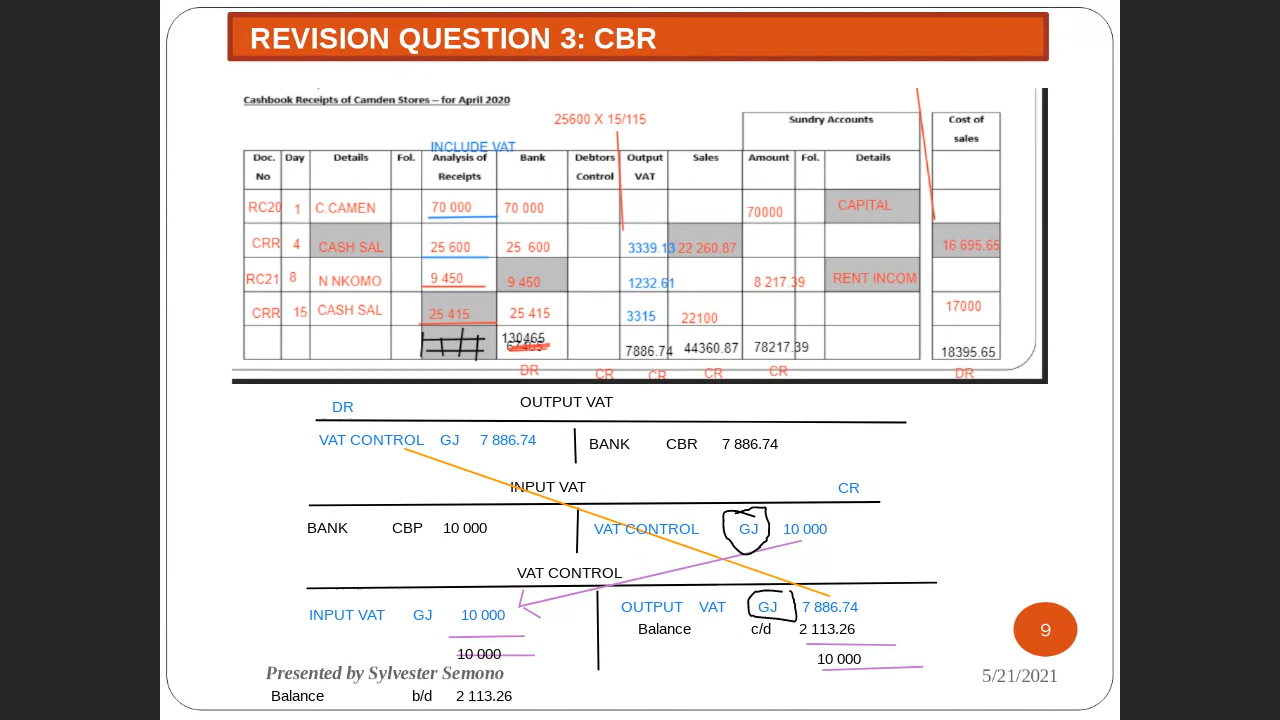 REVISION QUESTION 3: CBR
Cashbook Receipts of Camden Stores – for April 2020
25600 X 15/115
Sundry Accounts
Cost of sales
INCLUDE VAT
Doc. No Day Details Fol. Analysis of Receipts Bank Debtors Control Output VAT Sales Amount Fol. Details
RC20 1 C.CAMEN 70 000 70 000 70000 CAPITAL
CRR 4 CASH SAL 25 600 25 600 3339.13 22 260.87 16 695.65
RC21 8 N NKOMO 9 450 9 450 1232.61 8 217.39 RENT INCOM
CRR 15 CASH SAL 25 415 25 415 3315 22100 17000
130465
67465 7886.74 44360.87 78217.39 18395.65
DR CR CR CR CR DR
DR OUTPUT VAT
VAT CONTROL GJ 7 886.74 BANK CBR 7 886.74
INPUT VAT CR
BANK CBP 10 000 VAT CONTROL GJ 10 000
VAT CONTROL
INPUT VAT GJ 10 000 OUTPUT VAT GJ 7 886.74
Balance c/d 2 113.26
10 000 10 000
Balance b/d 2 113.26
Presented by Sylvester Semono
5/21/2021
9